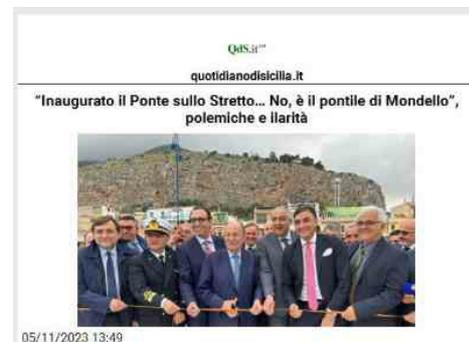 QdS.it
quotidianodisicilia.it
“Inaugurato il Ponte sullo Stretto... No, è il pontile di Mondello”,
polemiche e ilarità
05/11/2023 13:49